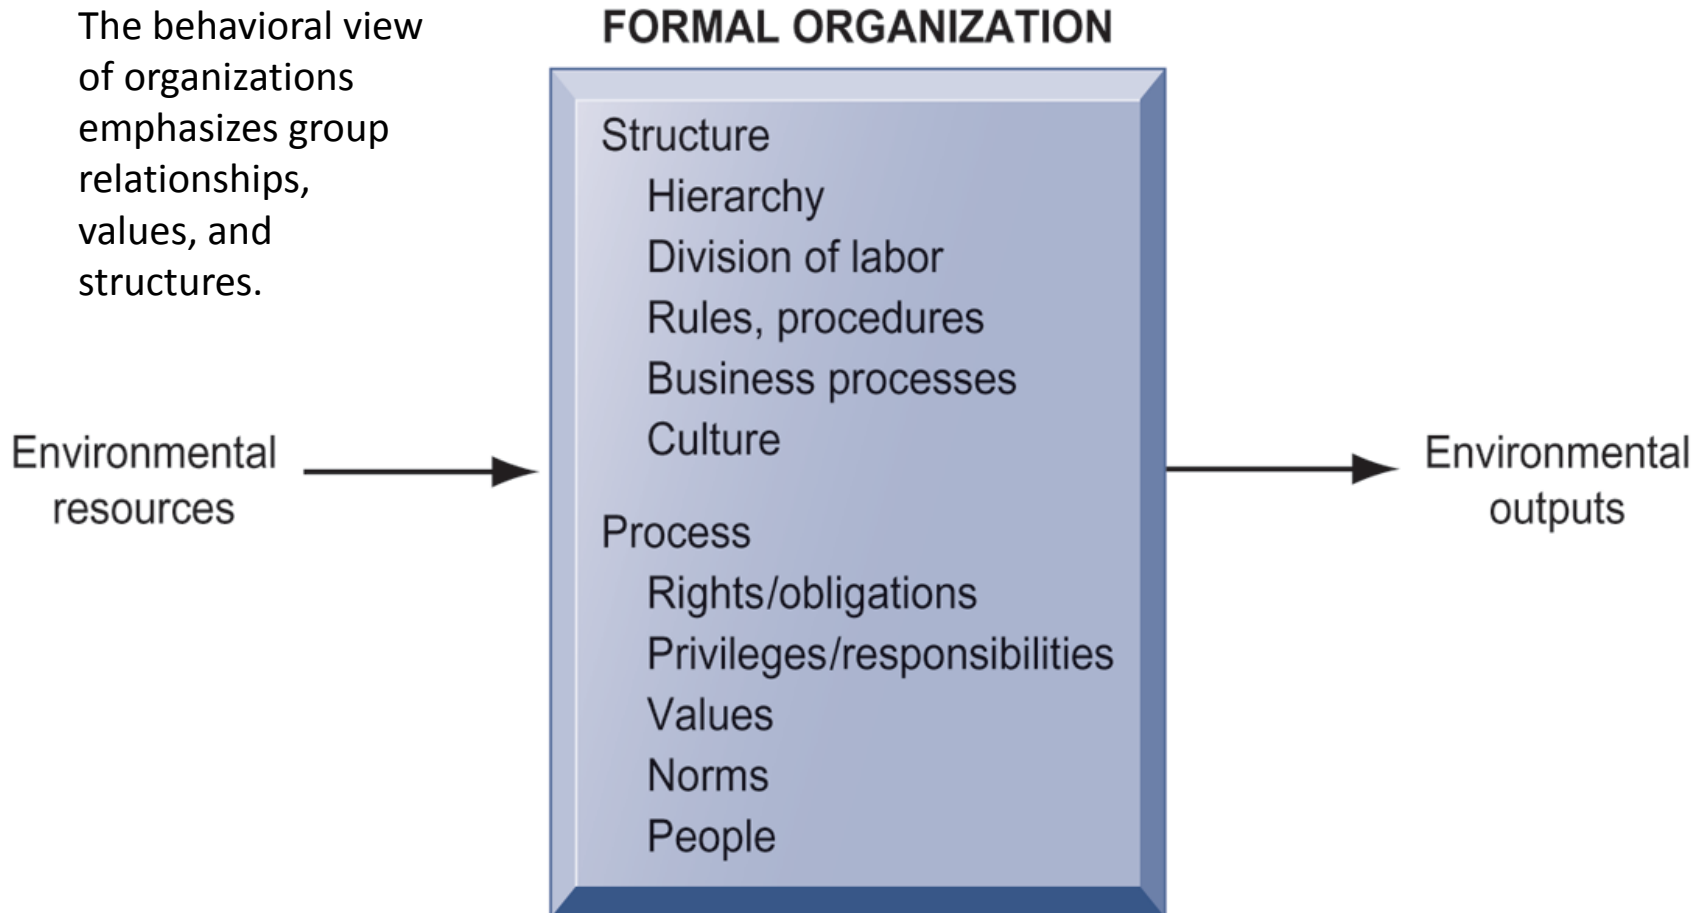 The behavioral view
of organizations
emphasizes group
relationships,
values, and
structures.
FORMAL ORGANIZATION
Structure
Hierarchy
Division of labor
Rules, procedures
Business processes
Culture
Process
Rights/obligations
Privileges/responsibilities
Values
Norms
People
Environmental
resources
Environmental
outputs